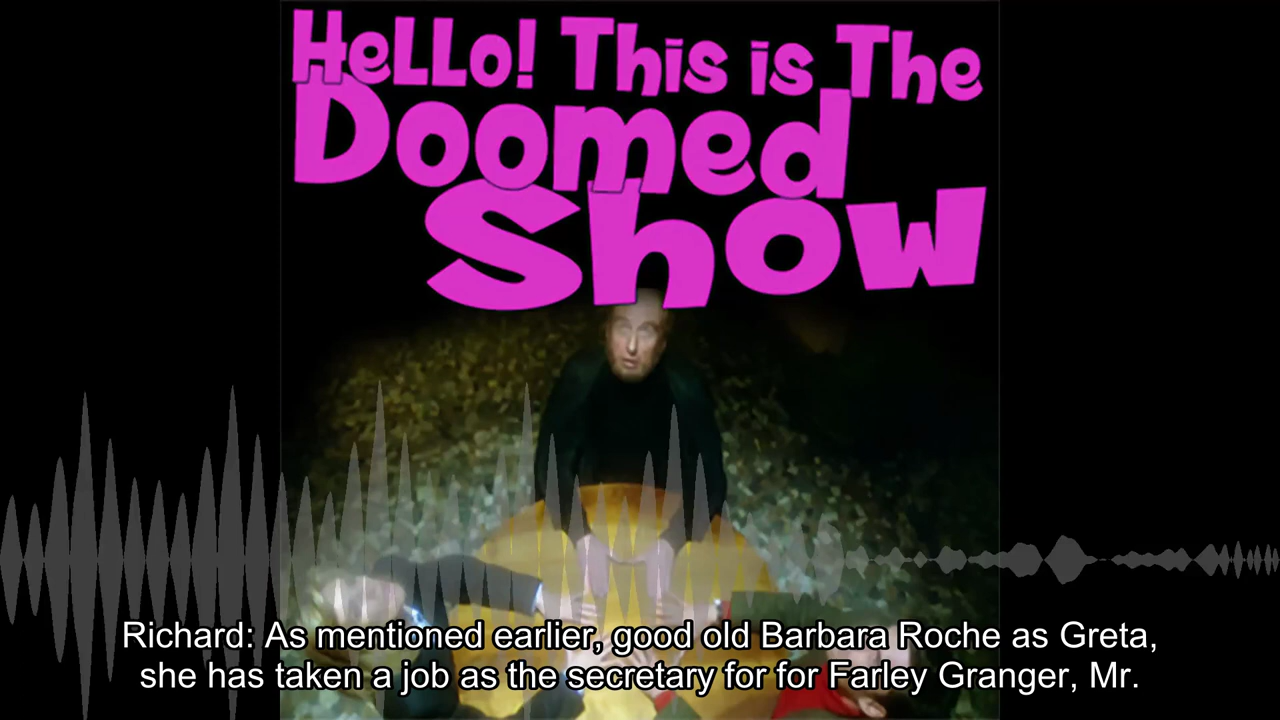 HeLLo! This is The
Doomed
Show
Richard: As mentioned earlier, good old Barbara Roche as Greta,
she has taken a job as the secretary for for Farley Granger, Mr.